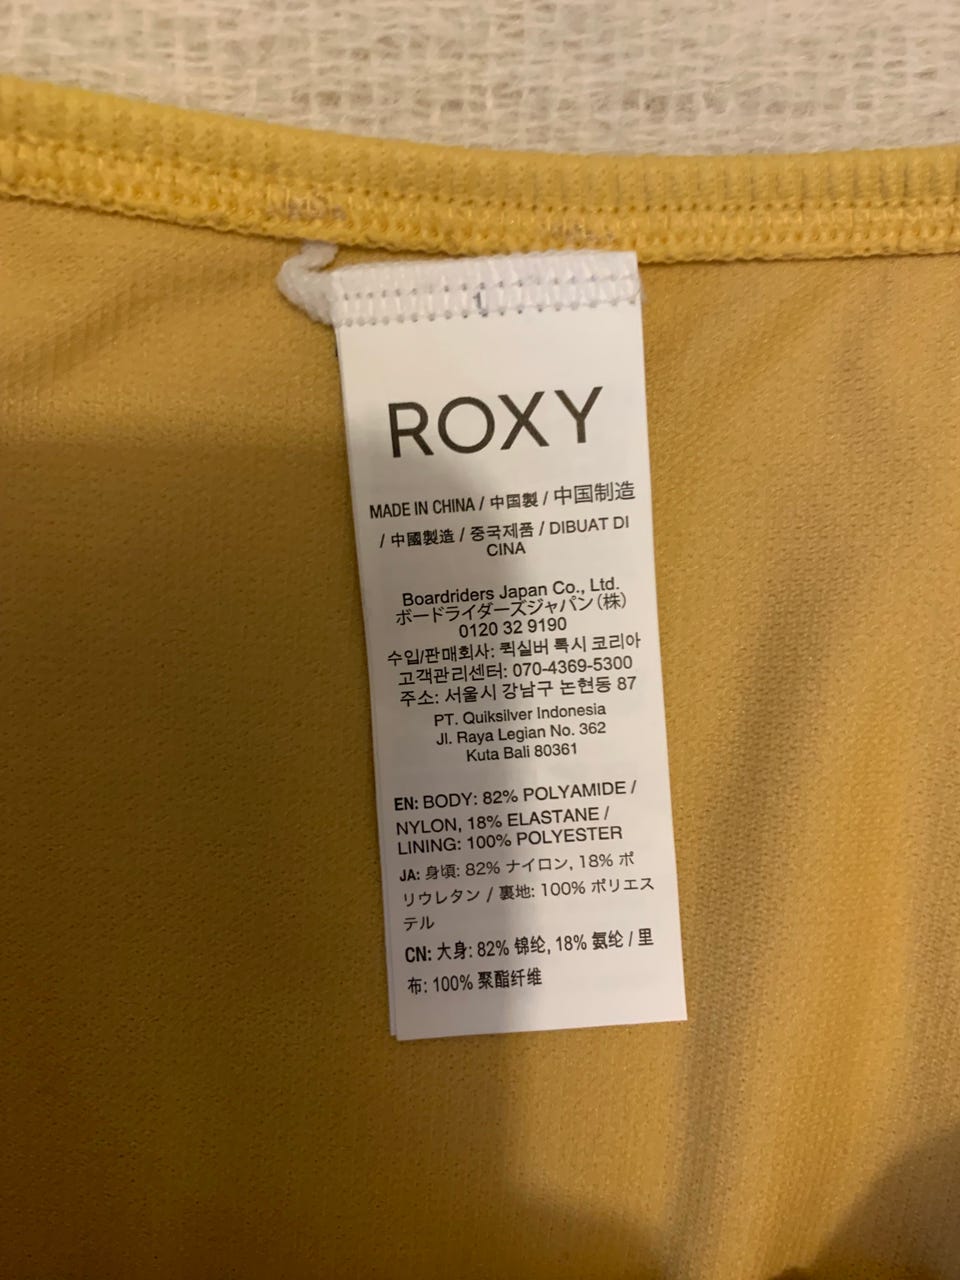 1
ROXY
MADE IN CHINA / 中国製 / 中国制造
/ 中國製造 / 중국제품 / DIBUAT DI
CINA
Boardriders Japan Co., Ltd.
ボードライダーズジャパン（株）
0120 32 9190
수입/판매회사: 퀵실버 록시 코리아
고객관리센터: 070-4369-5300
주소: 서울시 강남구 논현동 87
PT. Quiksilver Indonesia
Jl. Raya Legian No. 362
Kuta Bali 80361
EN: BODY: 82% POLYAMIDE /
NYLON, 18% ELASTANE /
LINING: 100% POLYESTER
JA: 身頃: 82% ナイロン, 18% ポ
リウレタン / 裏地: 100% ポリエス
テル
CN: 大身: 82% 锦纶, 18% 氨纶 / 里
布: 100% 聚酯纤维